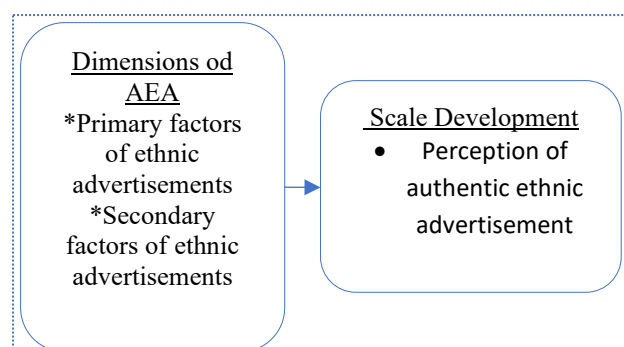 Dimensions od
AEA
*Primary factors
of ethnic
advertisements
*Secondary
factors of ethnic
advertisements
Scale Development
• Perception of
authentic ethnic
advertisement